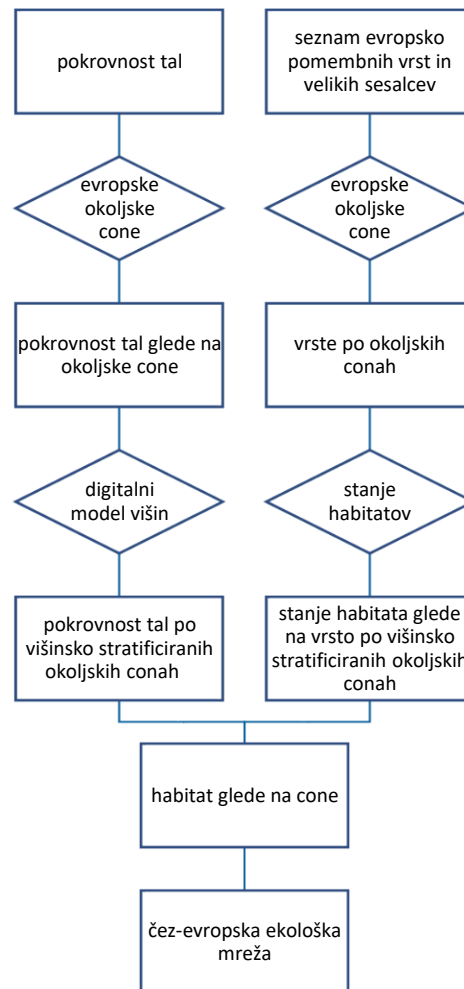 pokrovnost tal
seznam evropsko
pomembnih vrst in
velikih sesalcev
evropske
okoljske
cone
evropske
okoljske
cone
pokrovnost tal glede na
okoljske cone
vrste po okoljskih
conah
digitalni
model višin
stanje
habitatov
pokrovnost tal po
višinsko stratificiranih
okoljskih conah
stanje habitata glede
na vrsto po višinsko
stratificiranih okoljskih
conah
habitat glede na cone
čez-evropska ekološka
mreža